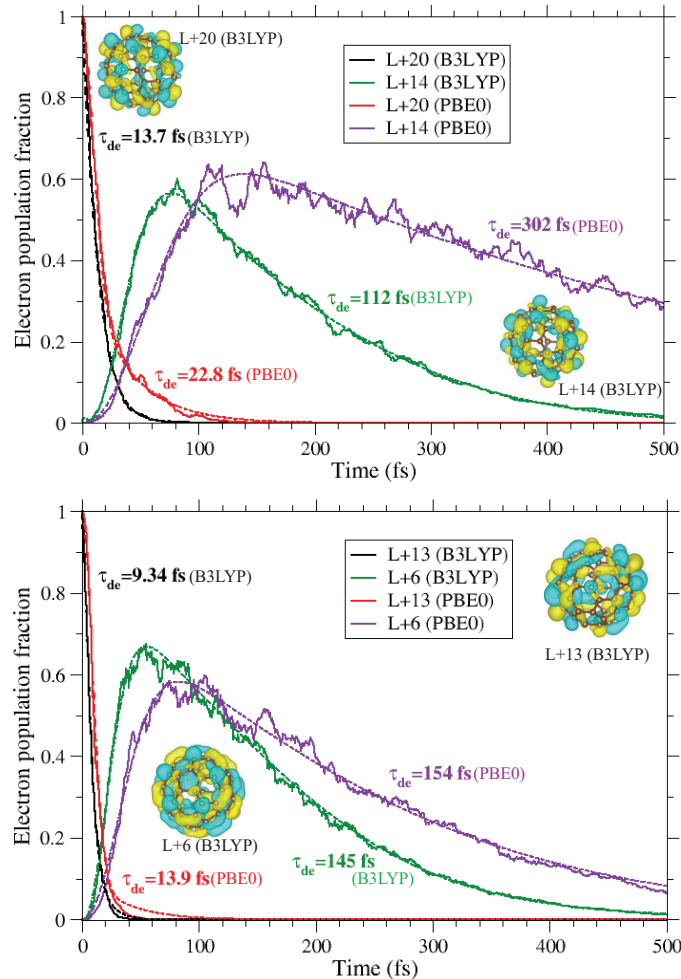 L+20 (B3LYP)
L+20 (B3LYP)
L+14 (B3LYP)
L+20 (PBE0)
L+14 (PBE0)
τde=13.7 fs (B3LYP)
τde=302 fs (PBE0)
τde=112 fs (B3LYP)
τde=22.8 fs (PBE0)
L+14 (B3LYP)
Electron population fraction
1
0.8
0.6
0.4
0.2
0
0 100 200 300 400 500
Time (fs)
L+13 (B3LYP)
L+6 (B3LYP)
L+13 (PBE0)
L+6 (PBE0)
τde=9.34 fs (B3LYP)
L+13 (B3LYP)
τde=154 fs (PBE0)
L+6 (B3LYP)
τde=145 fs
(B3LYP)
τde=13.9 fs (PBE0)
Electron population fraction
1
0.8
0.6
0.4
0.2
0
0 100 200 300 400 500
Time (fs)